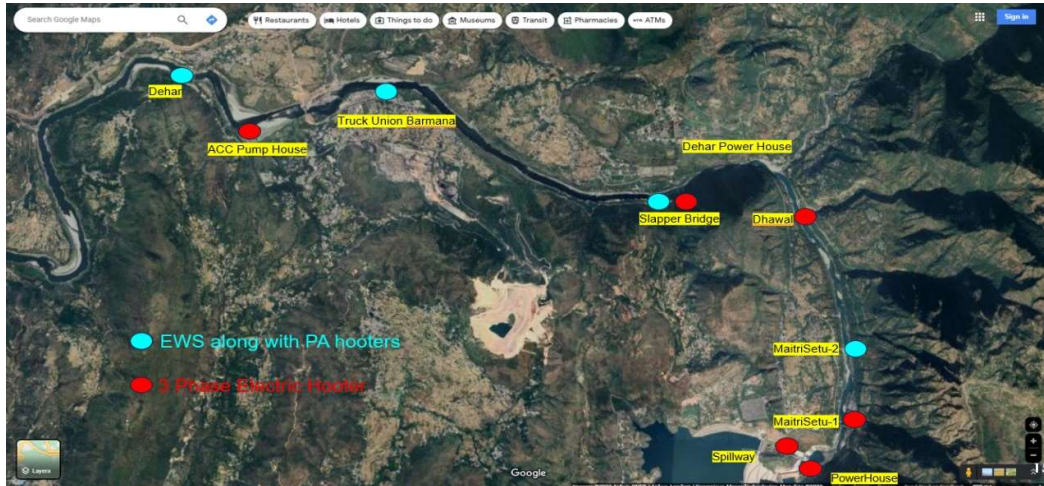 Search Google Maps
Restaurants
Hotels
Things to do
Museums
Transit
Pharmacies
ATMs
Sign in
Dehar
Truck Union Barmana
ACC Pump House
Dehar Power House
Slapper Bridge
Dhawal
EWS along with PA hooters
MaitriSetu-2
3 Phase Electric Hooter
MaitriSetu-1
Spillway
PowerHouse
Layers
Google